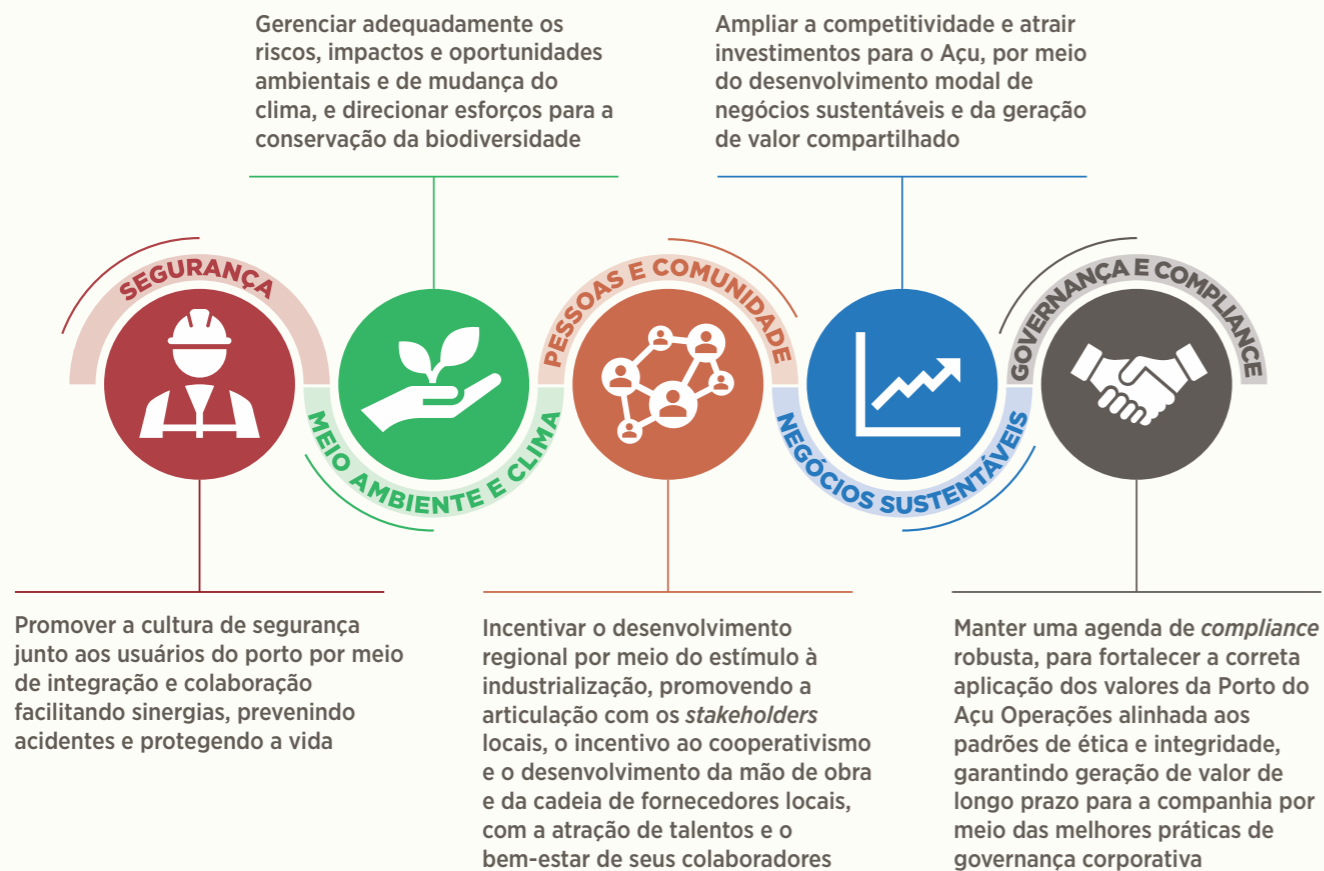 Gerenciar adequadamente os
riscos, impactos e oportunidades
ambientais e de mudança do
clima, e direcionar esforços para a
conservação da biodiversidade
Ampliar a competitividade e atrair
investimentos para o Açu, por meio
do desenvolvimento modal de
negócios sustentáveis e da geração
de valor compartilhado
SEGURANÇA
MEIO AMBIENTE E CLIMA
PESSOAS E COMUNIDADE
NEGÓCIOS SUSTENTÁVEIS
GOVERNANÇA E COMPLIANCE
Promover a cultura de segurança
junto aos usuários do porto por meio
de integração e colaboração
facilitando sinergias, prevenindo
acidentes e protegendo a vida
Incentivar o desenvolvimento
regional por meio do estímulo à
industrialização, promovendo a
articulação com os stakeholders
locais, o incentivo ao cooperativismo
e o desenvolvimento da mão de obra
e da cadeia de fornecedores locais,
com a atração de talentos e o
bem-estar de seus colaboradores
Manter uma agenda de compliance
robusta, para fortalecer a correta
aplicação dos valores da Porto do
Açu Operações alinhada aos
padrões de ética e integridade,
garantindo geração de valor de
longo prazo para a companhia por
meio das melhores práticas de
governança corporativa